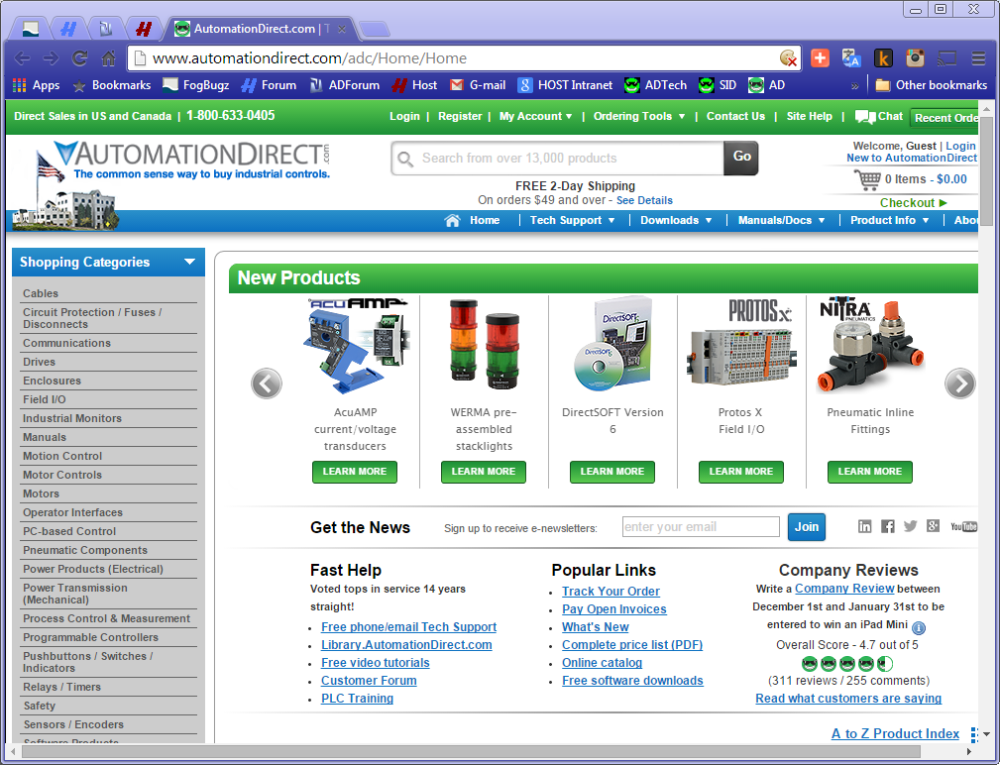 AutomationDirect.com | T
www.automationdirect.com/adc/Home/Home
Apps Bookmarks FogBugz Forum ADForum Host G-mail HOST Intranet ADTech SID AD » Other bookmarks
Direct Sales in US and Canada | 1-800-633-0405
Login | Register | My Account | Ordering Tools | Contact Us | Site Help | Chat Recent Orde
AUTOMATIONDIRECT.com
The common sense way to buy industrial controls.
Search from over 13,000 products Go
FREE 2-Day Shipping
On orders $49 and over - See Details
Welcome, Guest | Login
New to AutomationDirect
0 Items - $0.00
Checkout
Home | Tech Support | Downloads | Manuals/Docs | Product Info | Abou
Shopping Categories
Cables
Circuit Protection / Fuses /
Disconnects
Communications
Drives
Enclosures
Field I/O
Industrial Monitors
Manuals
Motion Control
Motor Controls
Motors
Operator Interfaces
PC-based Control
Pneumatic Components
Power Products (Electrical)
Power Transmission
(Mechanical)
Process Control & Measurement
Programmable Controllers
Pushbuttons / Switches /
Indicators
Relays / Timers
Safety
Sensors / Encoders
Software Products
New Products
ACUAMP
DirectSOFT
DirectSOFT
PROTOS X
NITRA
PNEUMATICS
AcuAMP
current/voltage
transducers
LEARN MORE
WERMA pre-
assembled
stacklights
LEARN MORE
DirectSOFT Version
6
LEARN MORE
Protos X
Field I/O
LEARN MORE
Pneumatic Inline
Fittings
LEARN MORE
Get the News Sign up to receive e-newsletters: enter your email Join
in f g YouTube
Fast Help
Voted tops in service 14 years
straight!
Free phone/email Tech Support
Library.AutomationDirect.com
Free video tutorials
Customer Forum
PLC Training
Popular Links
Track Your Order
Pay Open Invoices
What's New
Complete price list (PDF)
Online catalog
Free software downloads
Company Reviews
Write a Company Review between
December 1st and January 31st to be
entered to win an iPad Mini
Overall Score - 4.7 out of 5
(311 reviews / 255 comments)
Read what customers are saying
A to Z Product Index